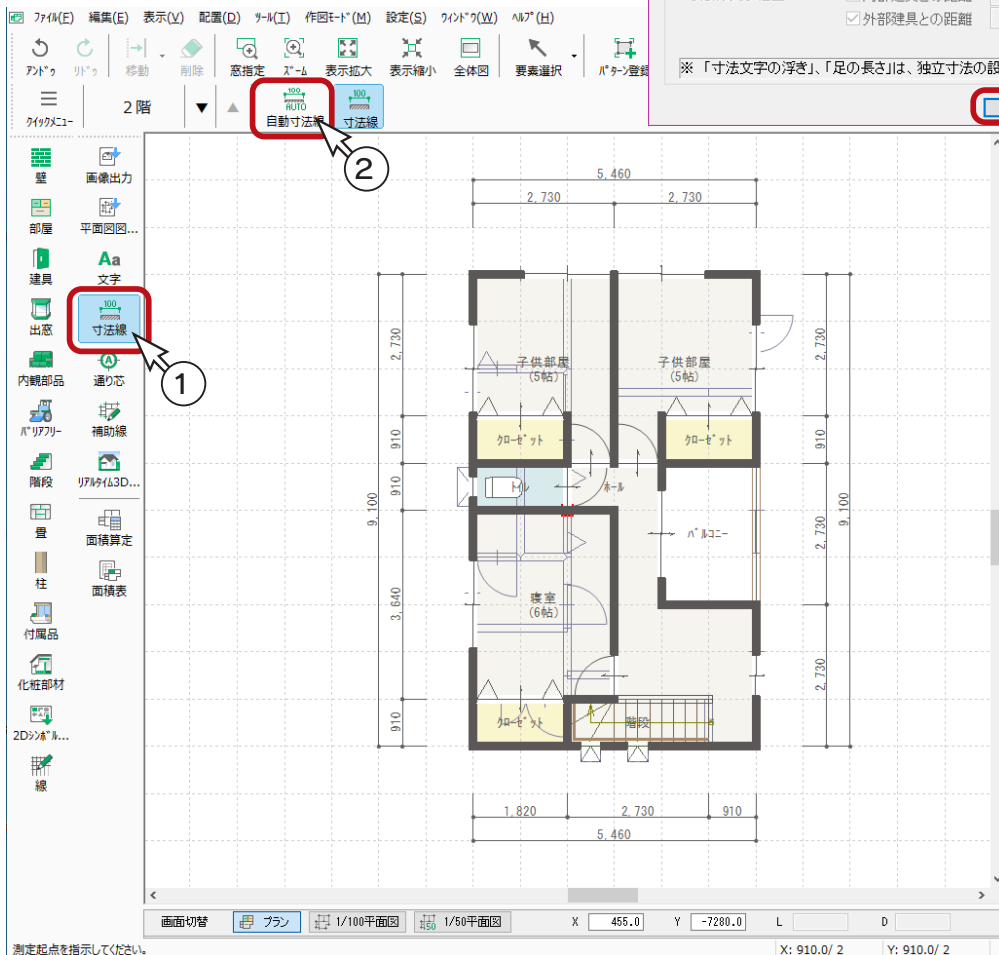 ファイル(F) 編集(E) 表示(V) 配置(D) ツール(T) 作図モード(M) 設定(S) ウィンドウ(W) ヘルプ(H)
外部建具との距離
アンドゥ リドゥ 移動 削除 窓指定 ズーム 表示拡大 表示縮小 全体図 要素選択 パターン登録
※「寸法文字の浮き」、「足の長さ」は、独立寸法の設
クイックメニュー 2階 ▼ ▲ 100 AUTO 自動寸法線 100 寸法線
②
壁 画像出力
部屋 平面図図...
建具 Aa 文字
出窓 100 寸法線
①
内観部品 A 通り芯
バリアフリー 補助線
階段 リアルタイム3D...
畳 面積算定
柱 面積表
付属品
化粧部材
2Dシンボル...
線
5,460
2,730 2,730
2,730 2,730
子供部屋 子供部屋
(5帖) (5帖)
910 クローゼット クローゼット 910
910 トイレ ホール
9,100 9,100
バルコニー 2,730
3,640 寝室
(6帖)
2,730
910 クローゼット 階段
1,820 2,730 910
5,460
画面切替 プラン 1/100平面図 50 1/50平面図 X 455.0 Y -7280.0 L D
測定起点を指示してください。 X: 910.0/ 2 Y: 910.0/ 2